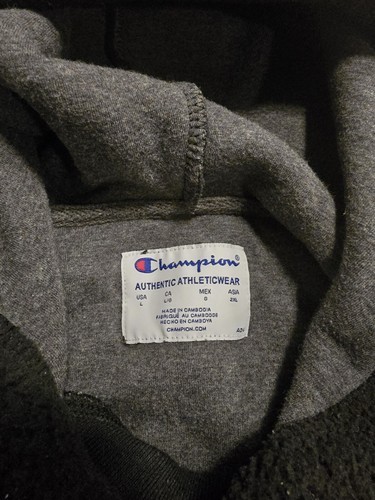 Champion®
AUTHENTIC ATHLETICWEAR
USA CA MEX ASIA
L L/G G 2XL
MADE IN CAMBODIA
FABRIQUÉ AU CAMBODGE
HECHO EN CAMBOYA
CHAMPION.COM